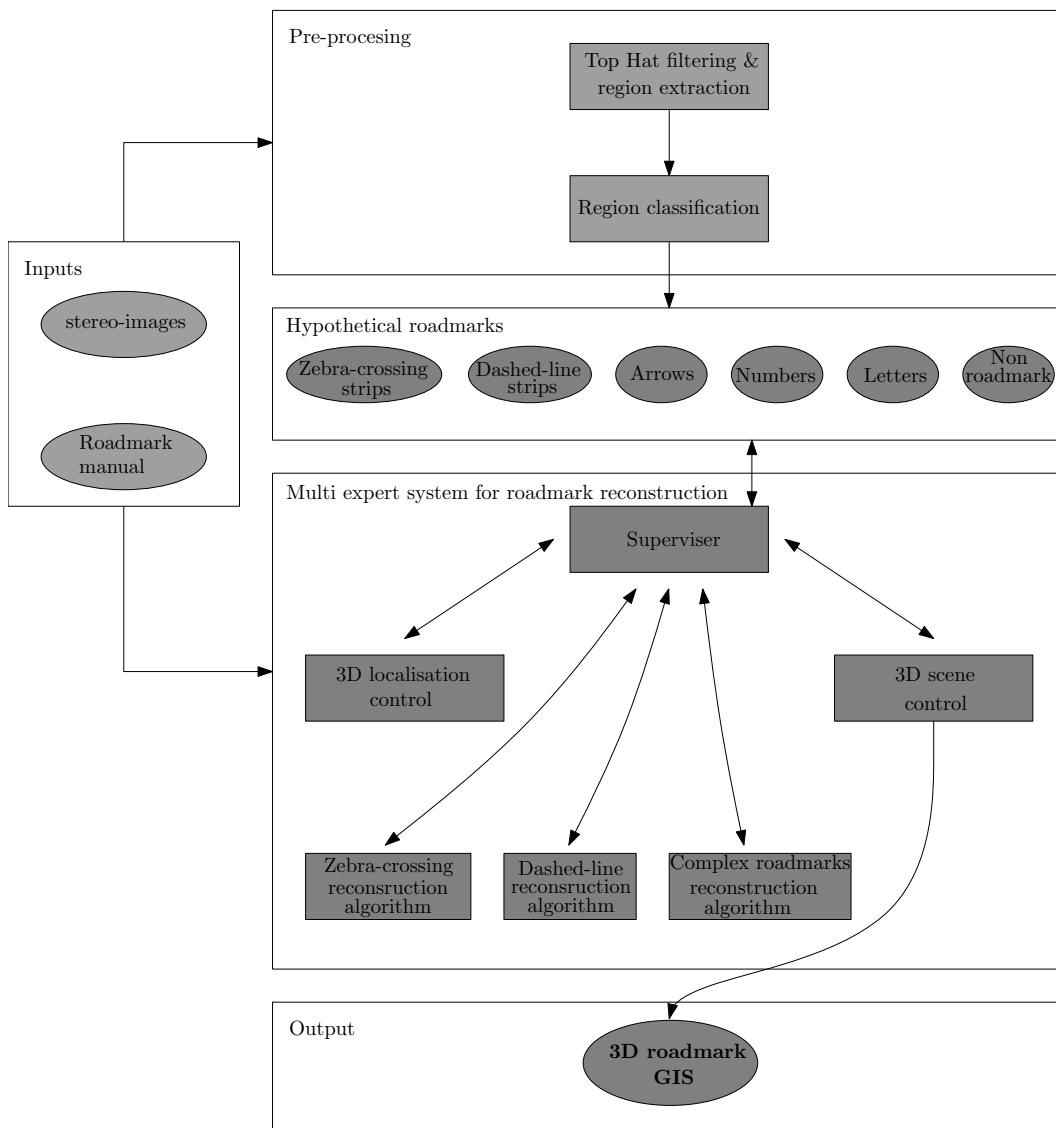 Pre-procesing
Top Hat filtering &
region extraction
Region classification
Inputs
stereo-images
Roadmark
manual
Hypothetical roadmarks
Zebra-crossing
strips
Dashed-line
strips
Arrows
Numbers
Letters
Non
roadmark
Multi expert system for roadmark reconstruction
Superviser
3D localisation
control
3D scene
control
Zebra-crossing
reconsruction
algorithm
Dashed-line
reconsruction
algorithm
Complex roadmarks
reconstruction
algorithm
Output
3D roadmark
GIS